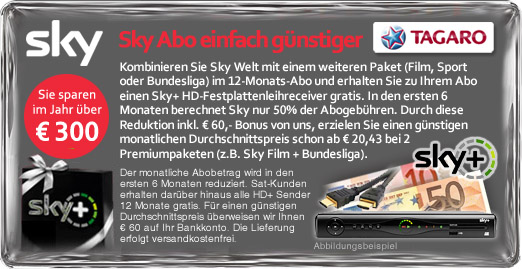 sky
Sky Abo einfach günstiger
TAGARO
Kombinieren Sie Sky Welt mit einem weiteren Paket (Film, Sport
oder Bundesliga) im 12-Monats-Abo und erhalten Sie zu Ihrem Abo
einen Sky+ HD-Festplattenleihreceiver gratis. In den ersten 6
Monaten berechnet Sky nur 50% der Abogebühren. Durch diese
Reduktion inkl. € 60,- Bonus von uns, erzielen Sie einen günstigen
monatlichen Durchschnittspreis schon ab € 20,43 bei 2
Premiumpaketen (z.B. Sky Film + Bundesliga).
Sie sparen
im Jahr über
€ 300
Der monatliche Abobetrag wird in den
ersten 6 Monaten reduziert. Sat-Kunden
erhalten darüber hinaus alle HD+ Sender
12 Monate gratis. Für einen günstigen
Durchschnittspreis überweisen wir Ihnen
€ 60 auf Ihr Bankkonto. Die Lieferung
erfolgt versandkostenfrei.
sky+
sky+
10
50
sky+
Abbildungsbeispiel